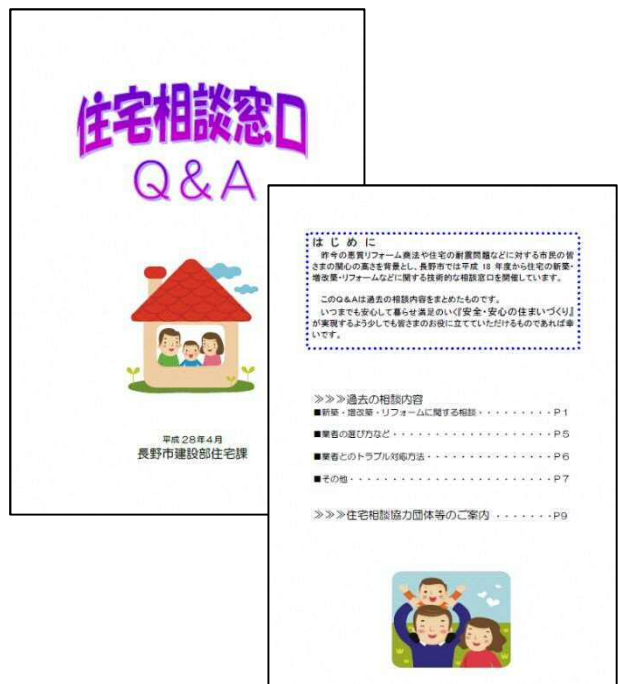 住宅相談窓口
Q&A
平成28年4月
長野市建設部住宅課
はじめに
昨今の悪質リフォーム商法や住宅の耐震問題などに対する市民の皆
さまの関心の高さを背景とし、長野市では平成 18 年度から住宅の新築・
増改築・リフォームなどに関する技術的な相談窓口を開催しています。
このQ&Aは過去の相談内容をまとめたものです。
いつまでも安心して暮らせ満足のいく『安全・安心の住まいづくり』
が実現するよう少しでも皆さまのお役に立てていただけるものであれば幸
いです。
≫≫≫過去の相談内容
■新築・増改築・リフォームに関する相談・・・・・・・・・P1
■業者の選び方など・・・・・・・・・・・・・・・・・・・P5
■業者とのトラブル対応方法・・・・・・・・・・・・・・・P6
■その他・・・・・・・・・・・・・・・・・・・・・・・・P7
≫≫≫住宅相談協力団体等のご案内 ・・・・・・・P9